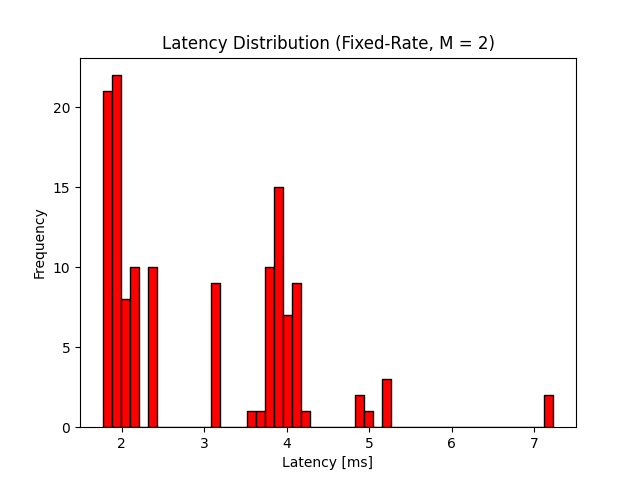 Latency Distribution (Fixed-Rate, M = 2)
Frequency
20
15
10
5
0
2 3 4 5 6 7
Latency [ms]